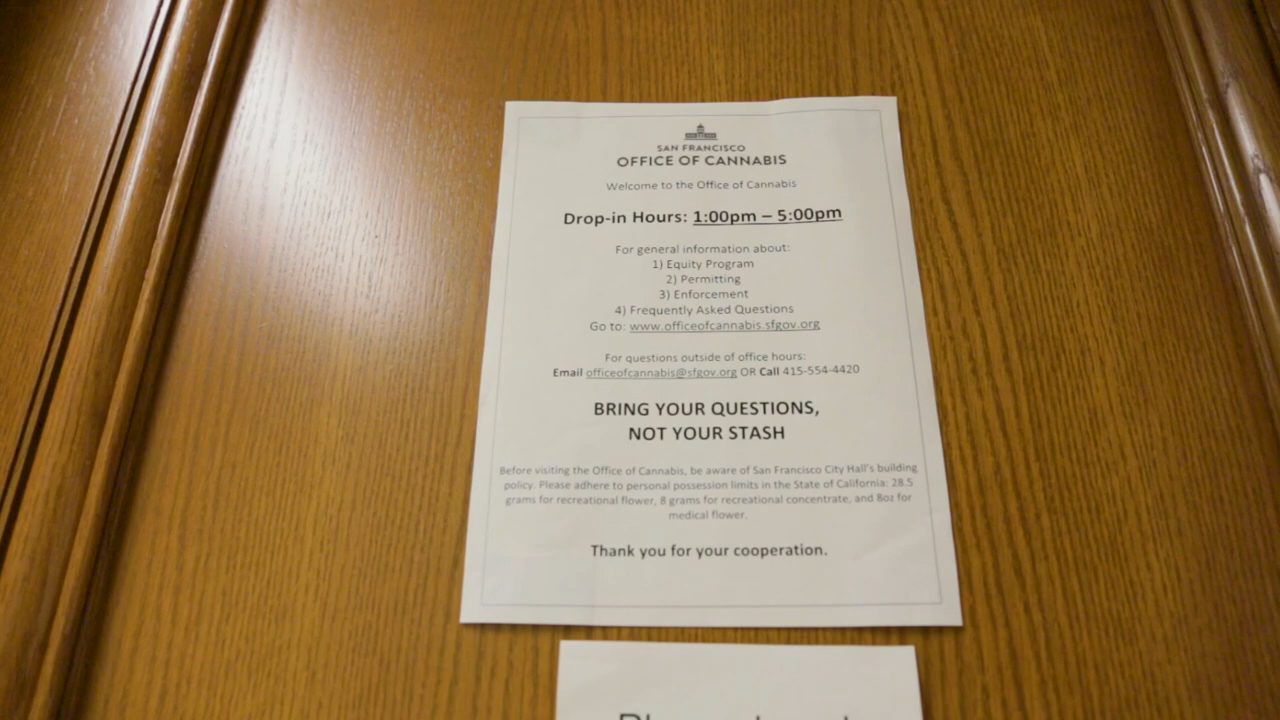 SAN FRANCISCO
OFFICE OF CANNABIS
Welcome to the Office of Cannabis
Drop-in Hours: 1:00pm – 5:00pm
For general information about:
1) Equity Program
2) Permitting
3) Enforcement
4) Frequently Asked Questions
Go to: www.officeofcannabis.sfgov.org
For questions outside of office hours:
Email officeofcannabis@sfgov.org OR Call 415-554-4420
BRING YOUR QUESTIONS,
NOT YOUR STASH
Before visiting the Office of Cannabis, be aware of San Francisco City Hall's building
policy. Please adhere to personal possession limits in the State of California: 28.5
grams for recreational flower, 8 grams for recreational concentrate, and 8oz for
medical flower.
Thank you for your cooperation.